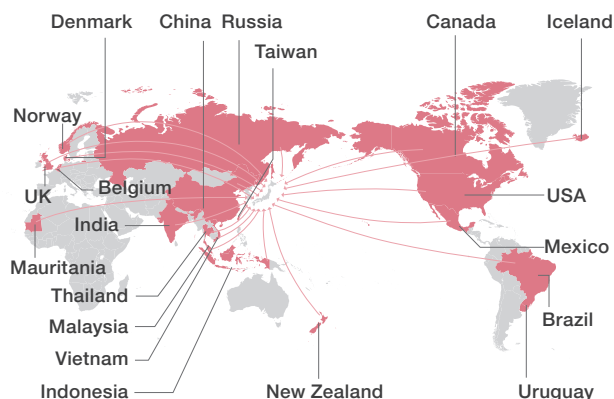 Denmark
China
Russia
Taiwan
Canada
Iceland
Norway
UK
Belgium
India
Mauritania
Thailand
Malaysia
Vietnam
Indonesia
New Zealand
USA
Mexico
Brazil
Uruguay